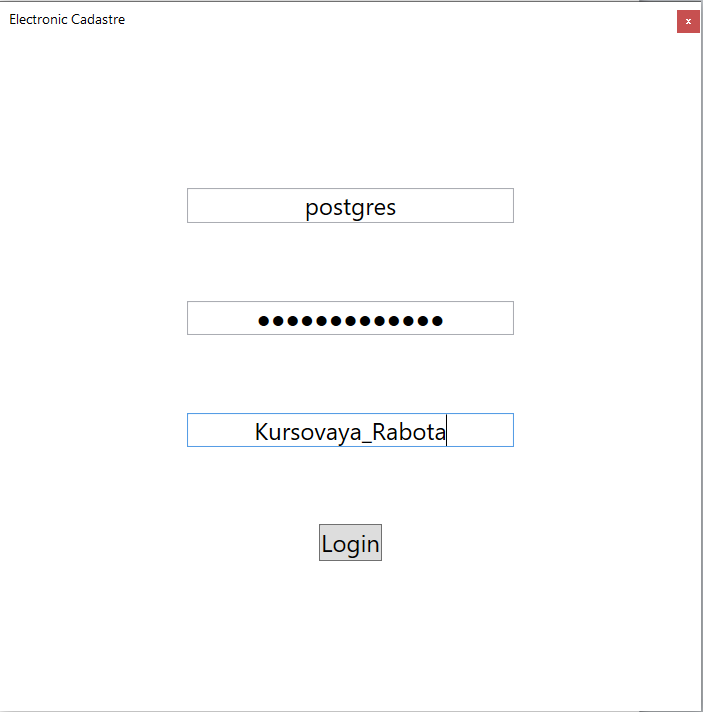 Electronic Cadastre
x
postgres
●●●●●●●●●●●●●
Kursovaya_Rabota
Login